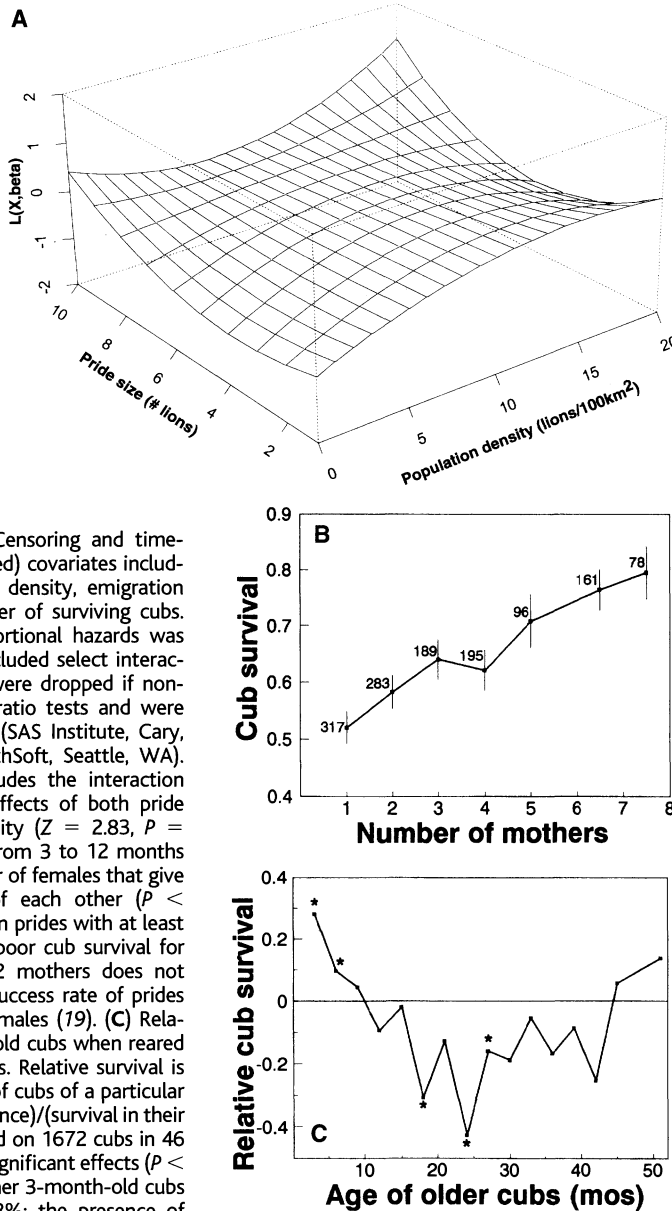 A
L(X,beta)
2
1
0
-1
-2
10
8
6
4
2
Pride size (# lions)
0
5
10
15
20
Population density (lions/100km²)
Censoring and time-
ed) covariates includ-
density, emigration
er of surviving cubs.
ortional hazards was
cluded select interac-
were dropped if non-
ratio tests and were
(SAS Institute, Cary,
thSoft, Seattle, WA).
udes the interaction
ffects of both pride
ity (Z = 2.83, P =
rom 3 to 12 months
r of females that give
of each other (P <
n prides with at least
poor cub survival for
2 mothers does not
uccess rate of prides
males (19). (C) Rela-
old cubs when reared
s. Relative survival is
of cubs of a particular
nce)/(survival in their
d on 1672 cubs in 46
gnificant effects (P <
her 3-month-old cubs
3%; the presence of
B
Cub survival
0.9
0.8
0.7
0.6
0.5
0.4
317
283
189
195
96
161
78
1 2 3 4 5 6 7 8
Number of mothers
C
Relative cub survival
0.4
0.2
0
-0.2
-0.4
* * * * *
10 20 30 40 50
Age of older cubs (mos)